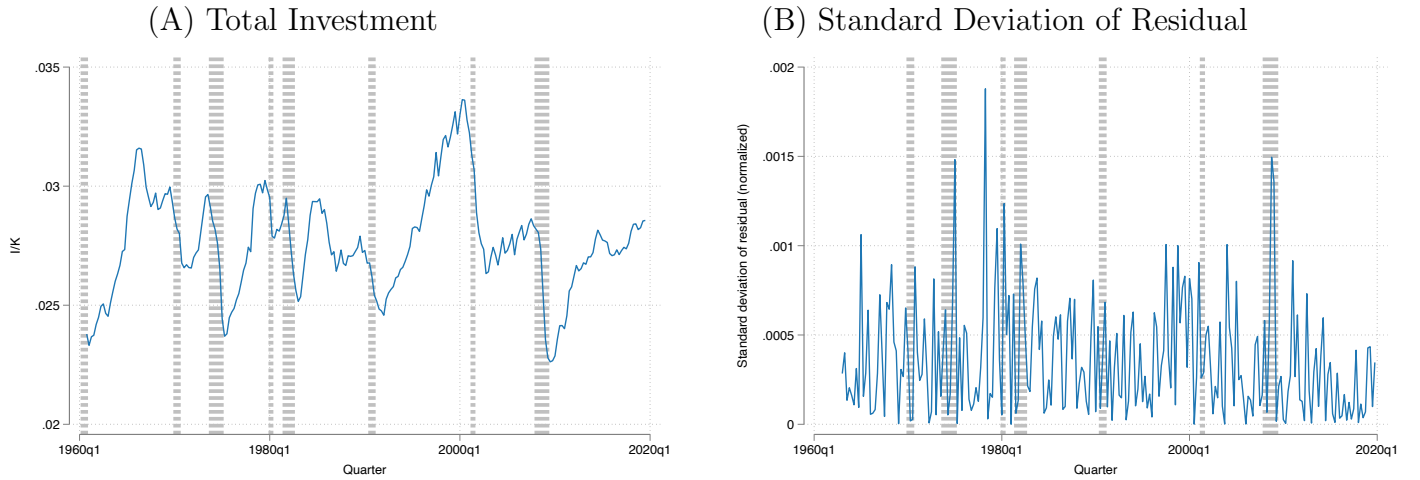 (A) Total Investment
.035
.03
.025
.02
I/K
1960q1
1980q1
2000q1
2020q1
Quarter
(B) Standard Deviation of Residual
.002
.0015
.001
.0005
0
Standard deviation of residual (normalized)
1960q1
1980q1
2000q1
2020q1
Quarter